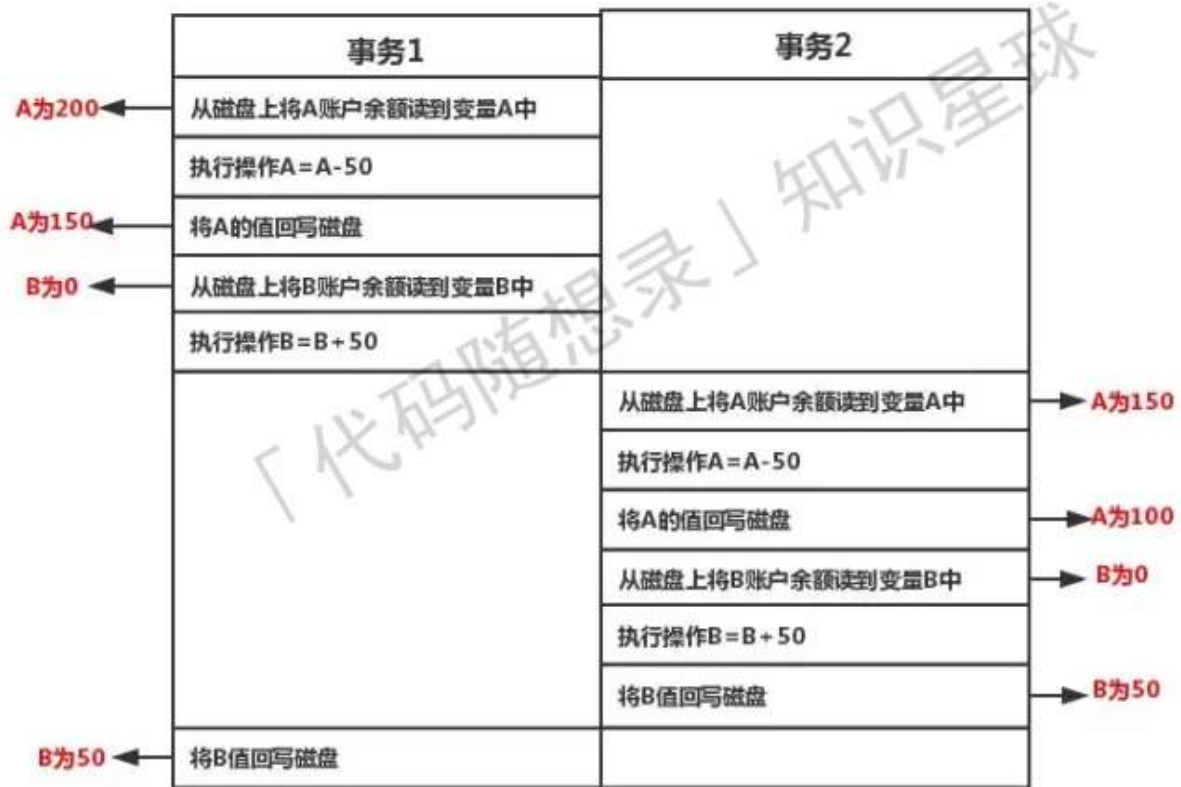 事务1
事务2
A为200
从磁盘上将A账户余额读到变量A中
执行操作A=A-50
A为150
将A的值回写磁盘
B为0
从磁盘上将B账户余额读到变量B中
执行操作B=B+50
从磁盘上将A账户余额读到变量A中
A为150
执行操作A=A-50
将A的值回写磁盘
A为100
从磁盘上将B账户余额读到变量B中
B为0
执行操作B=B+50
将B值回写磁盘
B为50
B为50
将B值回写磁盘
「代码随想录」知识星球